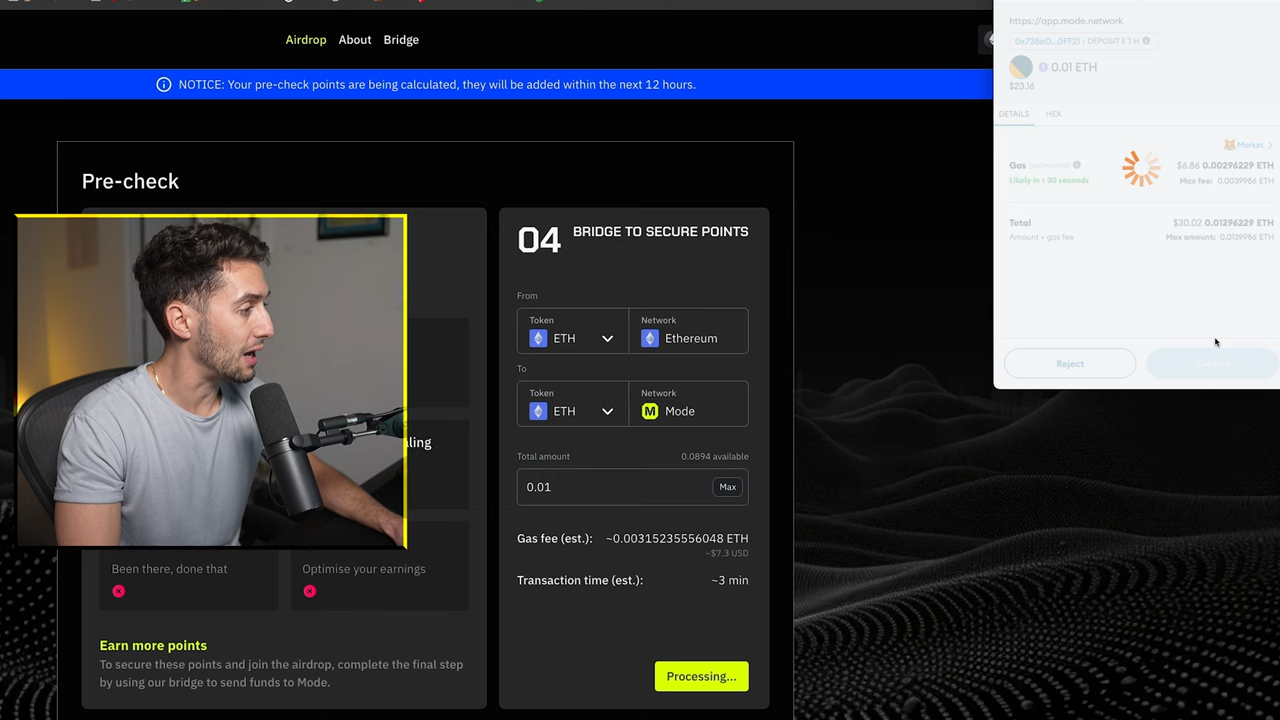 Airdrop About Bridge
NOTICE: Your pre-check points are being calculated, they will be added within the next 12 hours.
Pre-check
04 BRIDGE TO SECURE POINTS
From
Token
ETH
Network
Ethereum
To
Token
ETH
Network
Mode
Total amount 0.0894 available
0.01 Max
Gas fee (est.): ~0.00315235556048 ETH
~$7.3 USD
Transaction time (est.): ~3 min
Processing...
Been there, done that
Optimise your earnings
Earn more points
To secure these points and join the airdrop, complete the final step
by using our bridge to send funds to Mode.
https://app.mode.network
: DEPOSIT ETH
0.01 ETH
$23.16
DETAILS HEX
Market >
Gas (estimated) $6.86 0.00296229 ETH
Likely in < 30 seconds Max fee: 0.0039986 ETH
Total $30.02 0.01296229 ETH
Amount + gas fee Max amount: 0.0139986 ETH
Reject Confirm